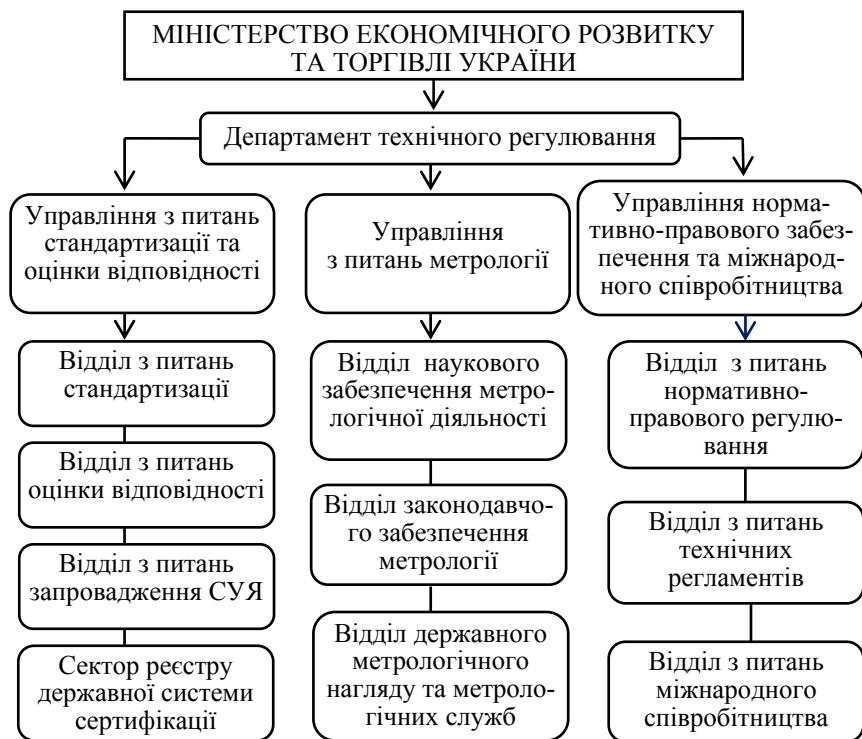 МІНІСТЕРСТВО ЕКОНОМІЧНОГО РОЗВИТКУ
ТА ТОРГІВЛІ УКРАЇНИ
Департамент технічного регулювання
Управління з питань
стандартизації та
оцінки відповідності
Відділ з питань
стандартизації
Відділ з питань
оцінки відповідності
Відділ з питань
запровадження СУЯ
Сектор реєстру
державної системи
сертифікації
Управління
з питань метрології
Відділ наукового
забезпечення метро-
логічної діяльності
Відділ законодавчо-
го забезпечення
метрології
Відділ державного
метрологічного
нагляду та метроло-
гічних служб
Управління норма-
тивно-правового забез-
печення та міжнарод-
ного співробітництва
Відділ з питань
нормативно-
правового регулю-
вання
Відділ з питань
технічних
регламентів
Відділ з питань
міжнародного
співробітництва